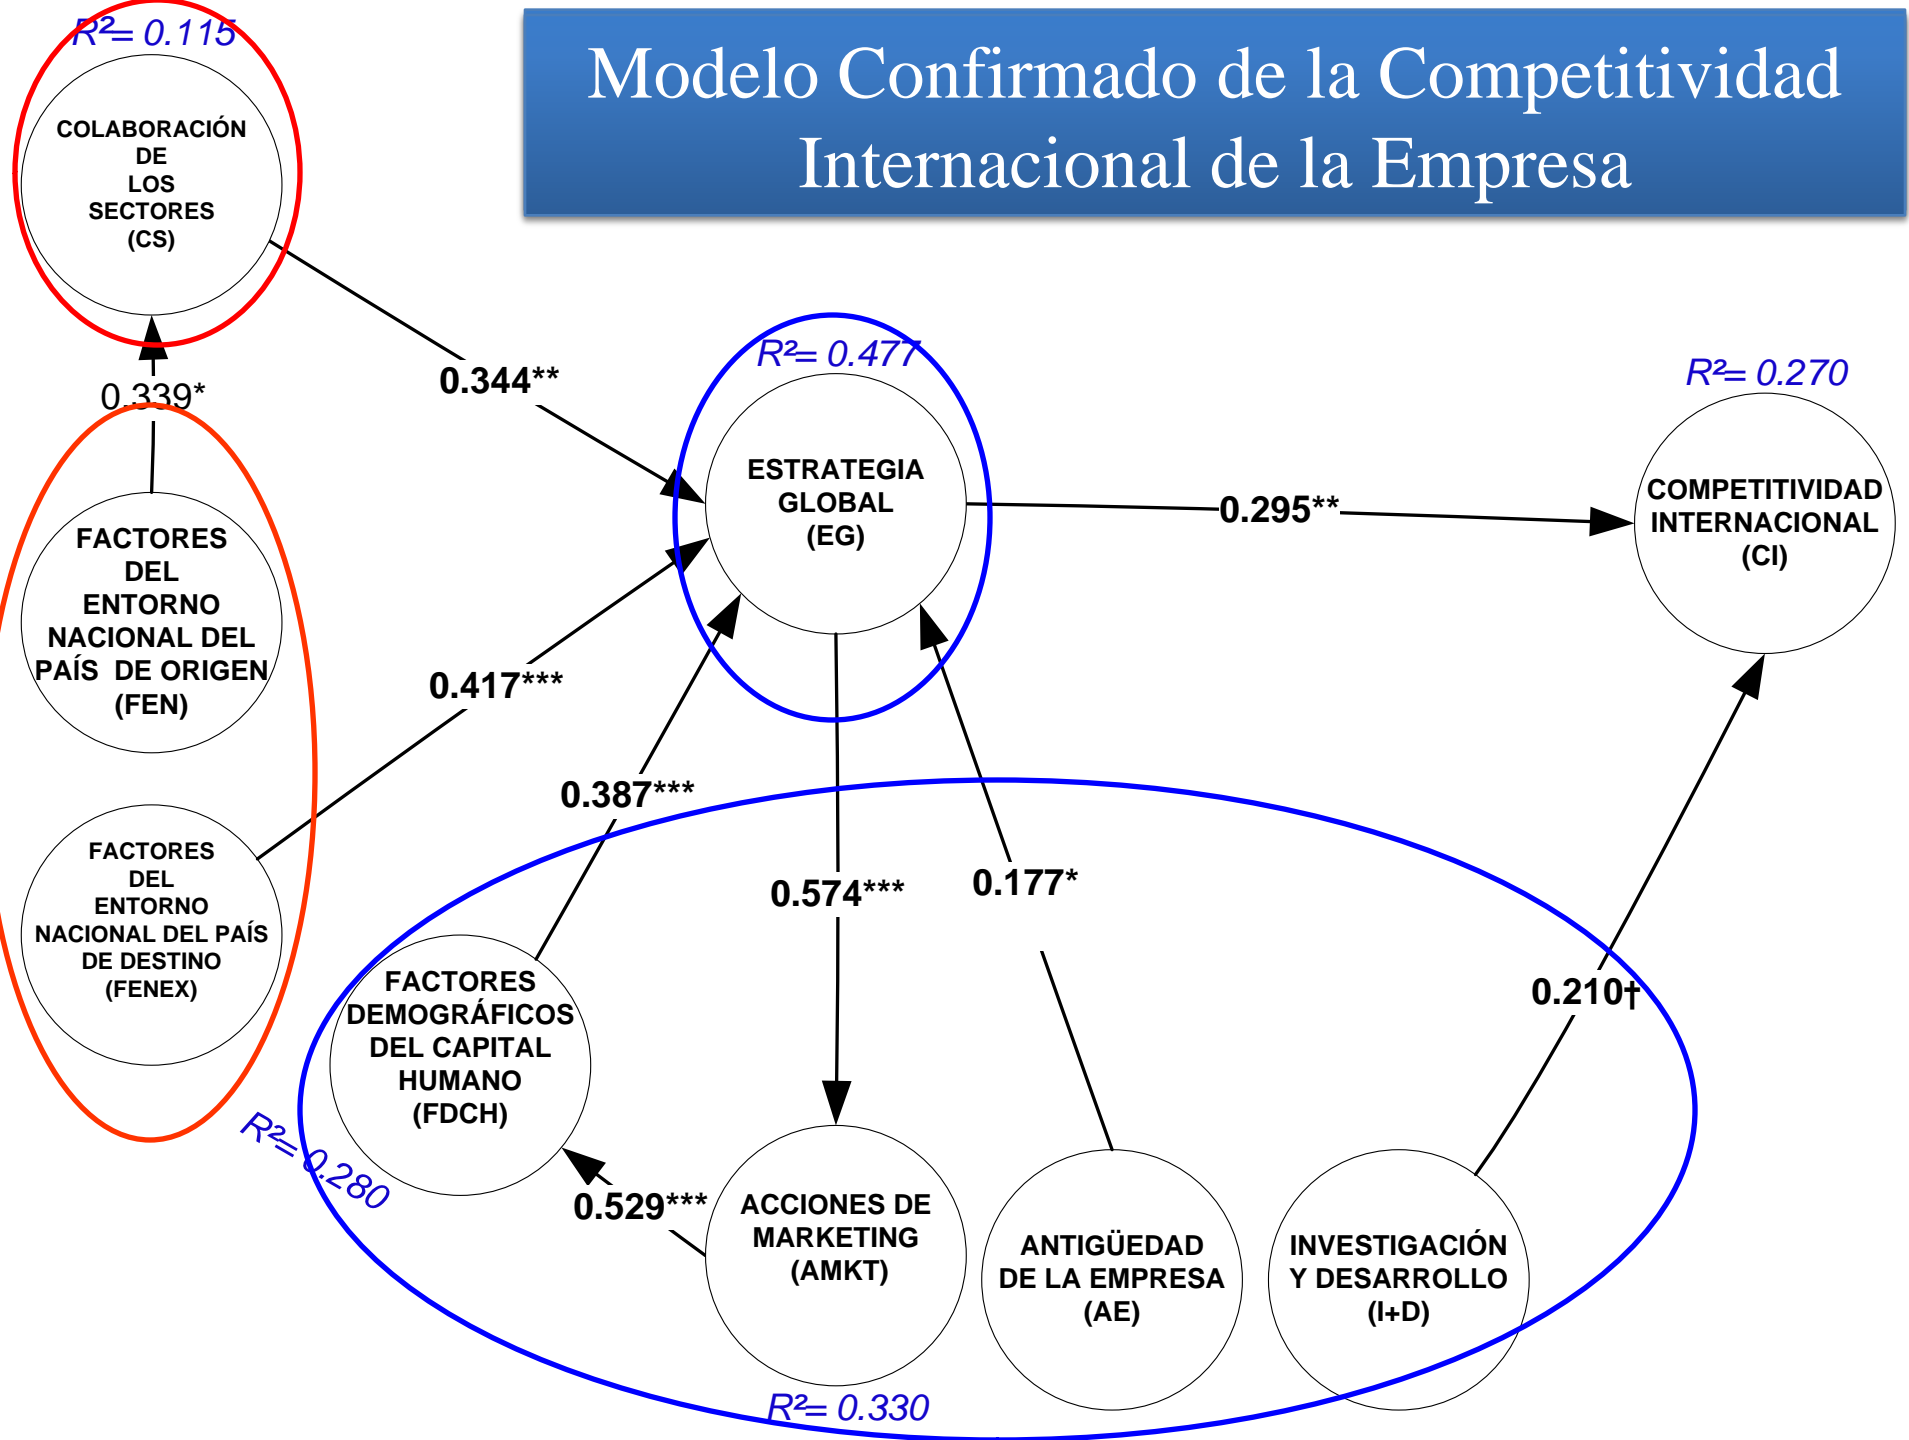 Modelo Confirmado de la Competitividad
Internacional de la Empresa
R²= 0.115
COLABORACIÓN
DE
LOS
SECTORES
(CS)
0.339*
0.344**
R²= 0.477
ESTRATEGIA
GLOBAL
(EG)
0.295**
R²= 0.270
COMPETITIVIDAD
INTERNACIONAL
(CI)
FACTORES
DEL
ENTORNO
NACIONAL DEL
PAÍS  DE ORIGEN
(FEN)
0.417***
0.387***
FACTORES
DEL
ENTORNO
NACIONAL DEL PAÍS
DE DESTINO
(FENEX)
0.574***
0.177*
0.210†
FACTORES
DEMOGRÁFICOS
DEL CAPITAL
HUMANO
(FDCH)
R²= 0.280
0.529***
ACCIONES DE
MARKETING
(AMKT)
R²= 0.330
ANTIGÜEDAD
DE LA EMPRESA
(AE)
INVESTIGACIÓN
Y DESARROLLO
(I+D)